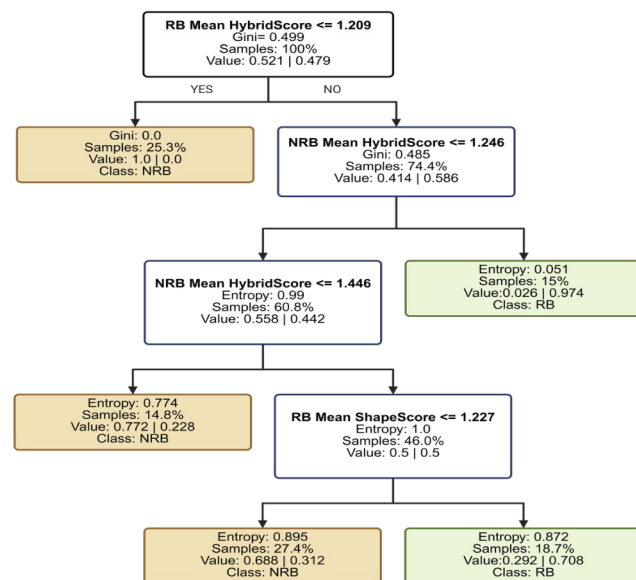 RB Mean HybridScore <= 1.209
Gini= 0.499
Samples: 100%
Value: 0.521 | 0.479
YES
NO
Gini: 0.0
Samples: 25.3%
Value: 1.0 | 0.0
Class: NRB
NRB Mean HybridScore <= 1.246
Gini: 0.485
Samples: 74.4%
Value: 0.414 | 0.586
NRB Mean HybridScore <= 1.446
Entropy: 0.99
Samples: 60.8%
Value: 0.558 | 0.442
Entropy: 0.051
Samples: 15%
Value:0.026 | 0.974
Class: RB
Entropy: 0.774
Samples: 14.8%
Value: 0.772 | 0.228
Class: NRB
RB Mean ShapeScore <= 1.227
Entropy: 1.0
Samples: 46.0%
Value: 0.5 | 0.5
Entropy: 0.895
Samples: 27.4%
Value: 0.688 | 0.312
Class: NRB
Entropy: 0.872
Samples: 18.7%
Value:0.292 | 0.708
Class: RB